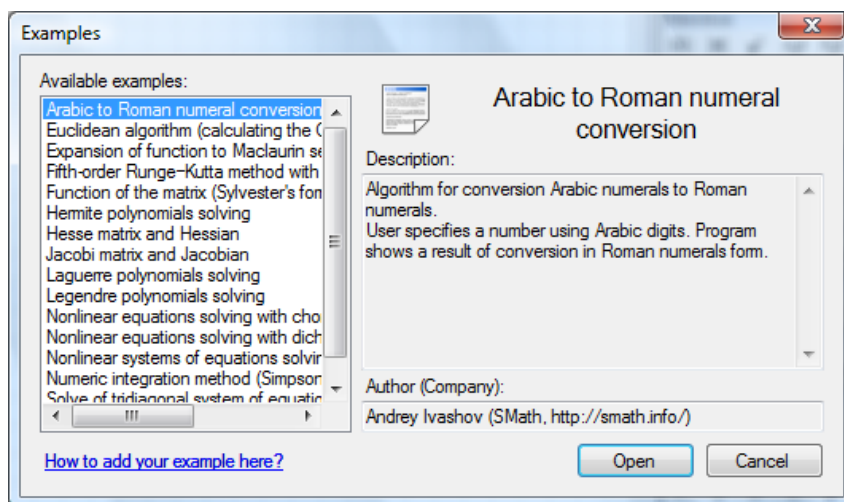 Examples
Available examples:
Arabic to Roman numeral conversion
Euclidean algorithm (calculating the
Expansion of function to Maclaurin
Fifth-order Runge-Kutta method with
Function of the matrix (Sylvester's
Hermite polynomials solving
Hesse matrix and Hessian
Jacobi matrix and Jacobian
Laguerre polynomials solving
Legendre polynomials solving
Nonlinear equations solving with
Nonlinear equations solving with
Nonlinear systems of equations
Numeric integration method (Simpson
Solve of tridiagonal system of
How to add your example here?
Arabic to Roman numeral
conversion
Description:
Algorithm for conversion Arabic numerals to Roman
numerals.
User specifies a number using Arabic digits. Program
shows a result of conversion in Roman numerals form.
Author (Company):
Andrey Ivashov (SMath, http://smath.info/)
Open
Cancel